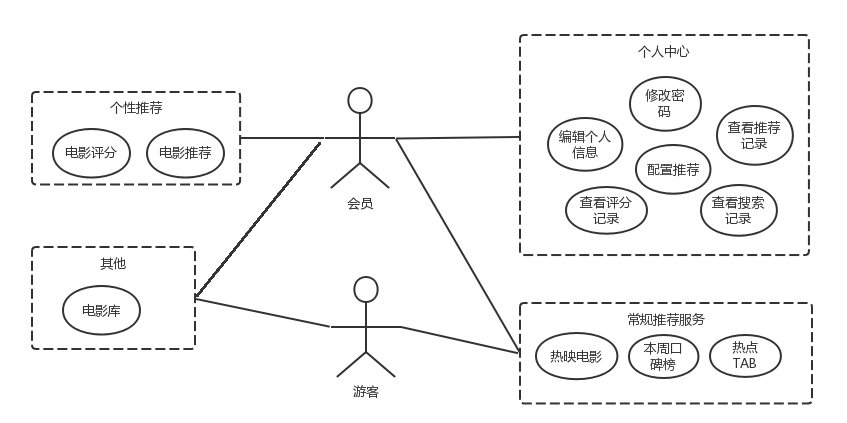 个性推荐
电影评分
电影推荐
其他
电影库
会员
游客
个人中心
修改密
码
编辑个人
信息
查看推荐
记录
配置推荐
查看评分
记录
查看搜索
记录
常规推荐服务
热映电影
本周口
碑榜
热点
TAB